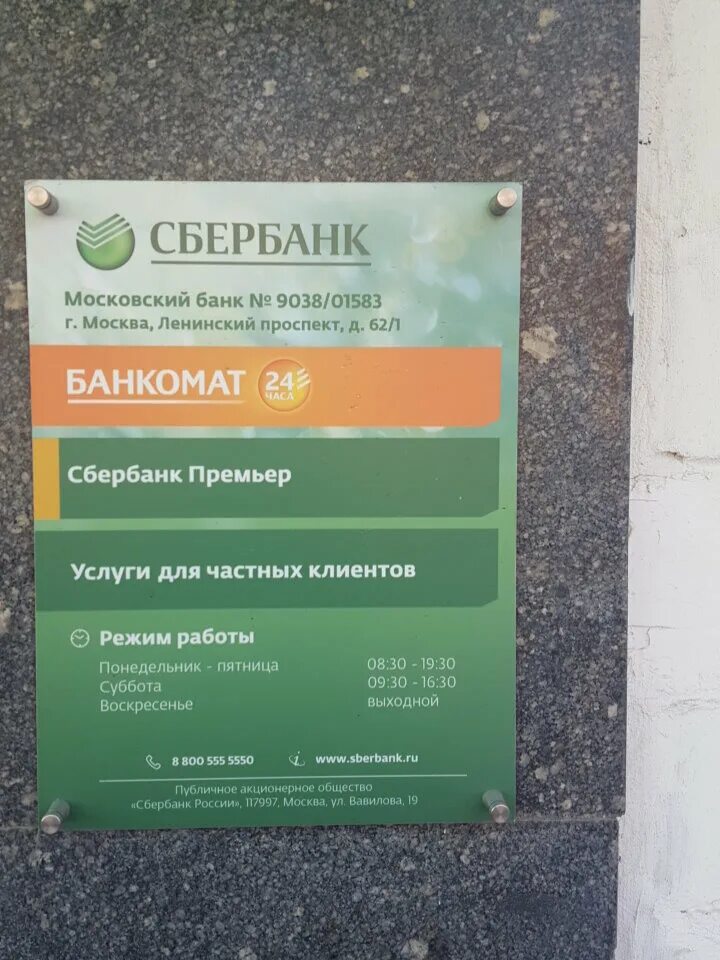 СБЕРБАНК
Московский банк № 9038/01583
г. Москва, Ленинский проспект, д. 62/1
БАНКОМАТ 24 ЧАСА
Сбербанк Премьер
Услуги для частных клиентов
Режим работы
Понедельник - пятница 08:30 - 19:30
Суббота 09:30 - 16:30
Воскресенье выходной
8 800 555 5550 www.sberbank.ru
Публичное акционерное общество
«Сбербанк России», 117997, Москва, ул. Вавилова, 19